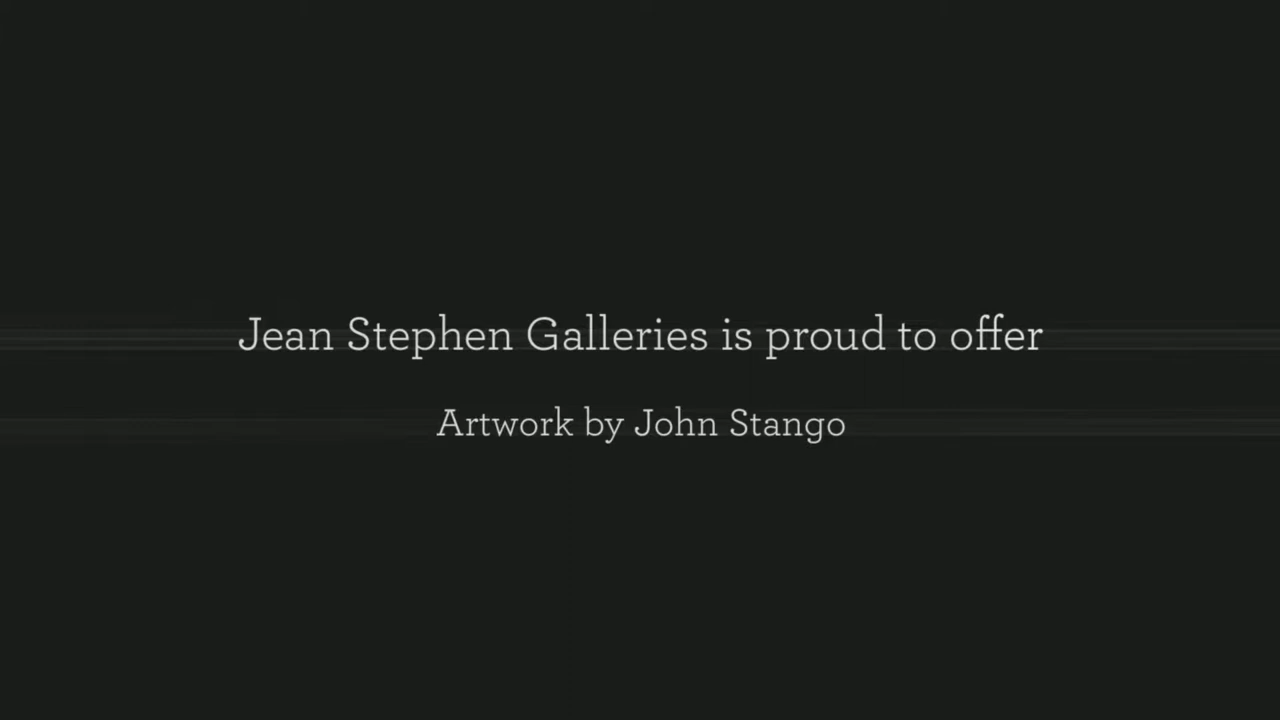 Jean Stephen Galleries is proud to offer
Artwork by John Stango